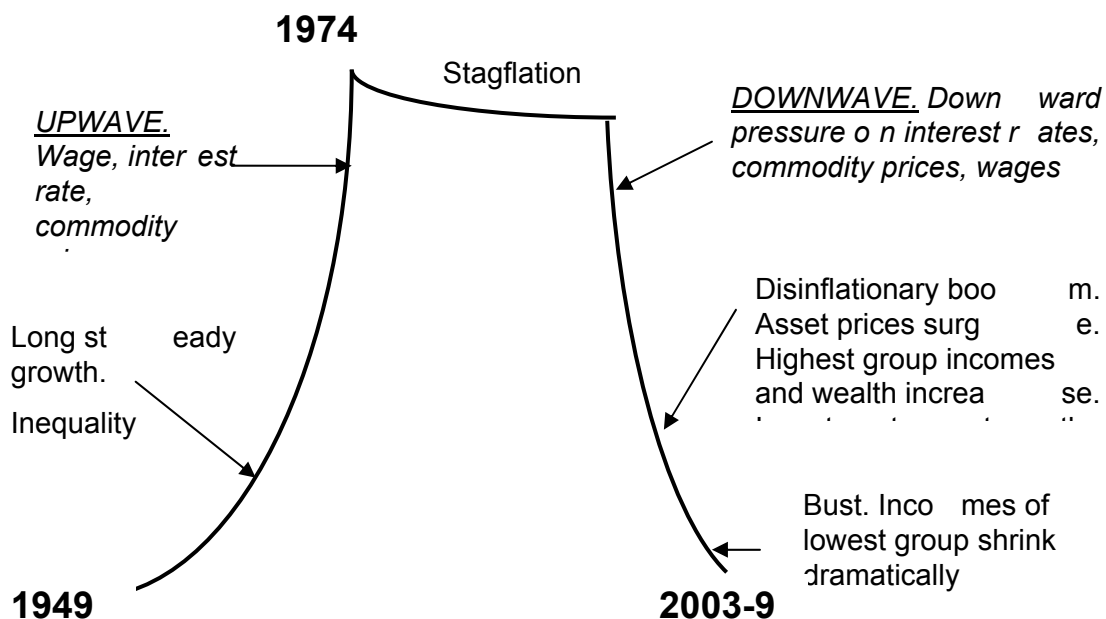 1974
Stagflation
UPWAVE.
Wage, inter est
rate,
commodity
DOWNWAVE. Down ward
pressure o n interest r ates,
commodity prices, wages
Long st eady
growth.
Inequality
Disinflationary boo m.
Asset prices surg e.
Highest group incomes
and wealth increa se.
Bust. Inco mes of
lowest group shrink
dramatically
1949
2003-9